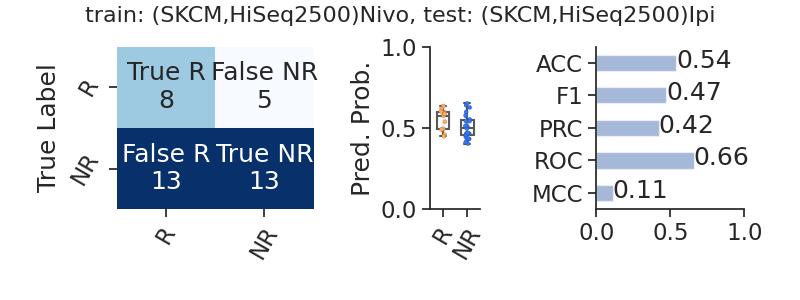 train: (SKCM,HiSeq2500)Nivo, test: (SKCM,HiSeq2500)Ipi
True Label
R
NR
True R
8
False NR
5
False R
13
True NR
13
R
NR
Pred. Prob.
1.0
0.5
0.0
R
NR
ACC
0.54
F1
0.47
PRC
0.42
ROC
0.66
MCC
0.11
0.0
0.5
1.0